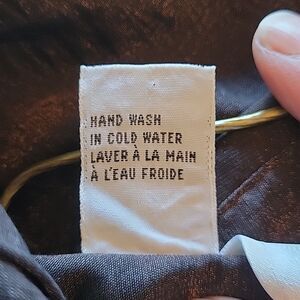 HAND WASH
IN COLD WATER
LAVER À LA MAIN
À L'EAU FROIDE